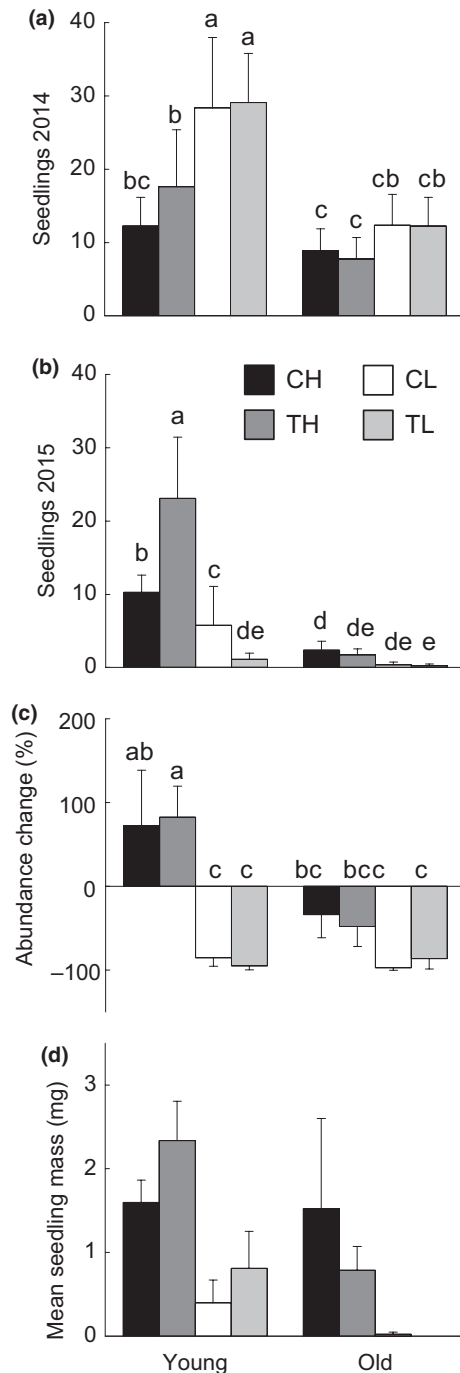 (a)
Seedlings 2014
40
30
20
10
0
bc
b
a
a
c
c
cb
cb
(b)
Seedlings 2015
40
30
20
10
0
CH
CL
TH
TL
b
a
c
de
d
de
de
e
(c)
Abundance change (%)
200
100
0
–100
ab
a
c
c
bc
bcc
c
(d)
Mean seedling mass (mg)
3
2
1
0
Young
Old